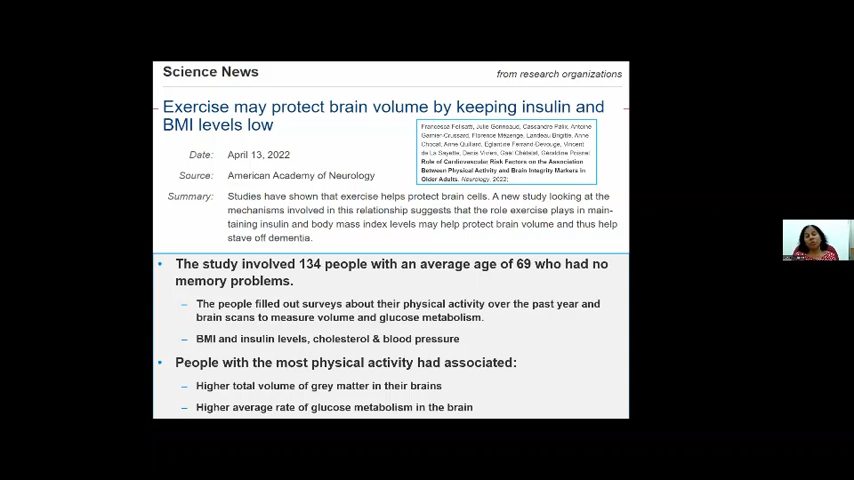 Science News
from research organizations
Exercise may protect brain volume by keeping insulin and
BMI levels low
Francesca Felisatti, Julie Gonneaud, Cassandre Palix, Antoine
Garnier-Crussard, Florence Mézenge, Landeau Brigitte, Anne
Chocat, Anne Quillard, Eglantine Ferrand-Devouge, Vincent
de La Sayette, Denis Vivien, Gaël Chételat, Géraldine Poisnel.
Role of Cardiovascular Risk Factors on the Association
Between Physical Activity and Brain Integrity Markers in
Older Adults. Neurology, 2022;
Date: April 13, 2022
Source: American Academy of Neurology
Summary: Studies have shown that exercise helps protect brain cells. A new study looking at the
mechanisms involved in this relationship suggests that the role exercise plays in main-
taining insulin and body mass index levels may help protect brain volume and thus help
stave off dementia.
• The study involved 134 people with an average age of 69 who had no
memory problems.
– The people filled out surveys about their physical activity over the past year and
brain scans to measure volume and glucose metabolism.
– BMI and insulin levels, cholesterol & blood pressure
• People with the most physical activity had associated:
– Higher total volume of grey matter in their brains
– Higher average rate of glucose metabolism in the brain